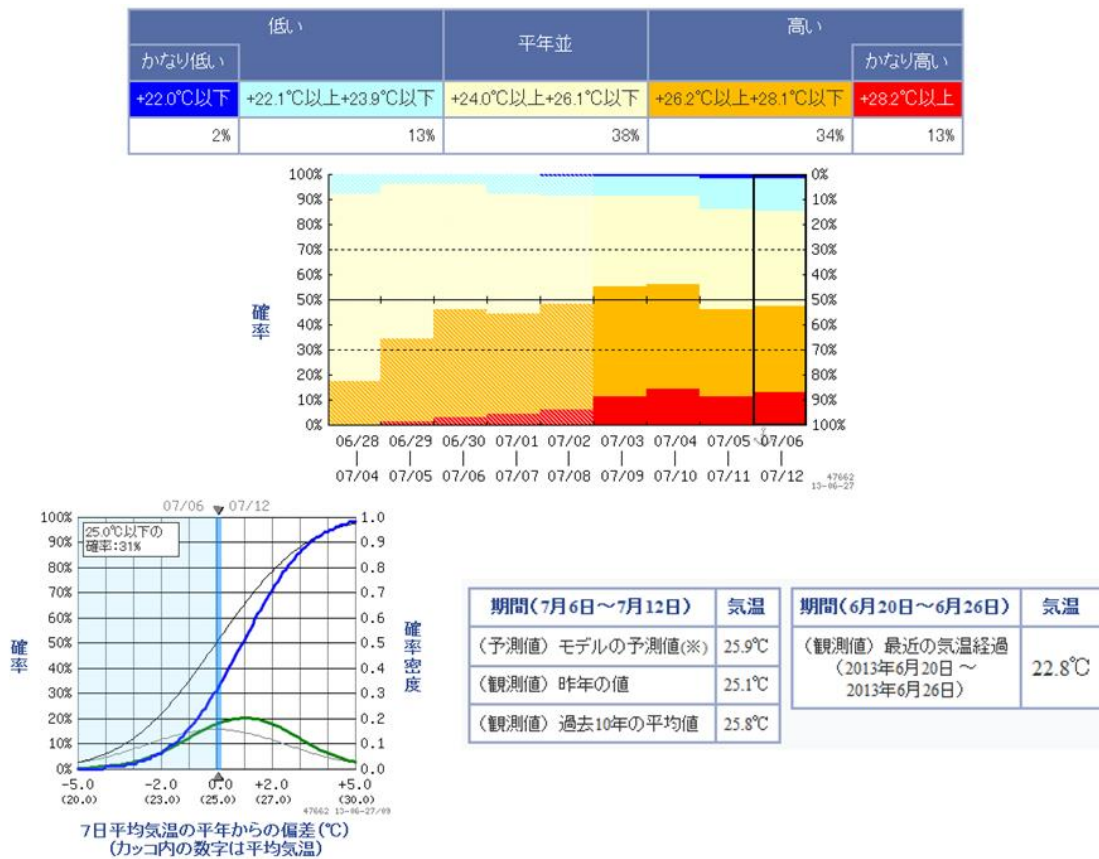 低い 平年並 高い
かなり低い かなり高い
+22.0℃以下 +22.1℃以上+23.9℃以下 +24.0℃以上+26.1℃以下 +26.2℃以上+28.1℃以下 +28.2℃以上
2% 13% 38% 34% 13%
100% 0%
90% 10%
80% 20%
70% 30%
60% 40%
50% 50%
40% 60%
30% 70%
20% 80%
10% 90%
0% 100%
確率
06/28 06/29 06/30 07/01 07/02 07/03 07/04 07/05 07/06
07/04 07/05 07/06 07/07 07/08 07/09 07/10 07/11 07/12
47662
13-06-27
07/06 07/12
25.0℃以下の
確率:31%
100% 1.0
90% 0.9
80% 0.8
70% 0.7
60% 0.6
50% 0.5
40% 0.4
30% 0.3
20% 0.2
10% 0.1
0% 0.0
確率
確率密度
-5.0 -2.0 0.0 +2.0 +5.0
(20.0) (23.0) (25.0) (27.0) (30.0)
47662 13-06-27/09
7日平均気温の平年からの偏差(℃)
(カッコ内の数字は平均気温)
期間(7月6日～7月12日) 気温
(予測値) モデルの予測値(※) 25.9℃
(観測値) 昨年の値 25.1℃
(観測値) 過去10年の平均値 25.8℃
期間(6月20日～6月26日) 気温
(観測値) 最近の気温経過
(2013年6月20日 ～
2013年6月26日)
22.8℃